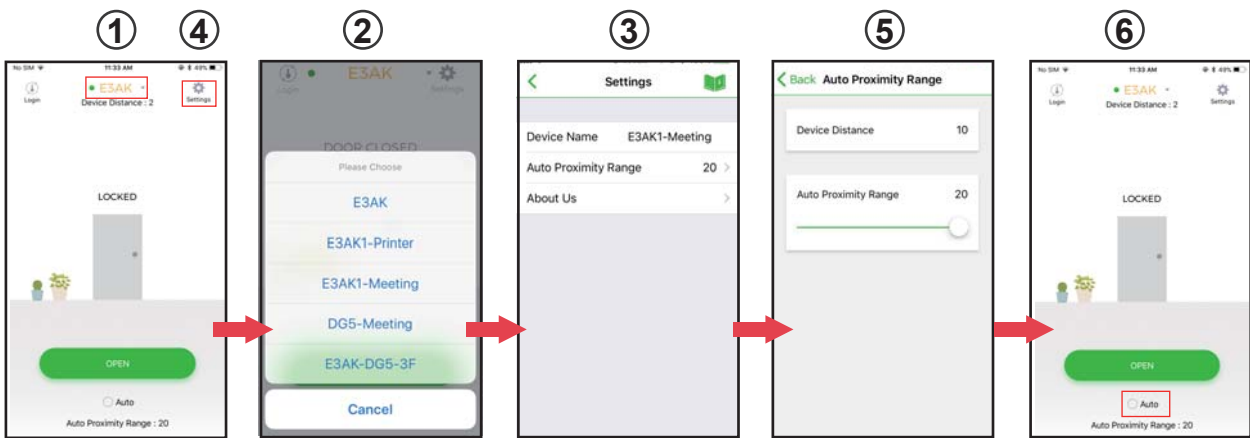 ① ④ ② ③ ⑤ ⑥
No SIM 11:33 AM 49%
Login
E3AK
Settings
Device Distance : 2
LOCKED
OPEN
Auto
Auto Proximity Range : 20
E3AK
Login
Settings
DOOR CLOSED
Please Choose
E3AK
E3AK1-Printer
E3AK1-Meeting
DG5-Meeting
E3AK-DG5-3F
Cancel
Settings
Device Name E3AK1-Meeting
Auto Proximity Range 20 >
About Us >
Back Auto Proximity Range
Device Distance 10
Auto Proximity Range 20
No SIM 11:33 AM 49%
Login
E3AK
Settings
Device Distance : 2
LOCKED
OPEN
Auto
Auto Proximity Range : 20